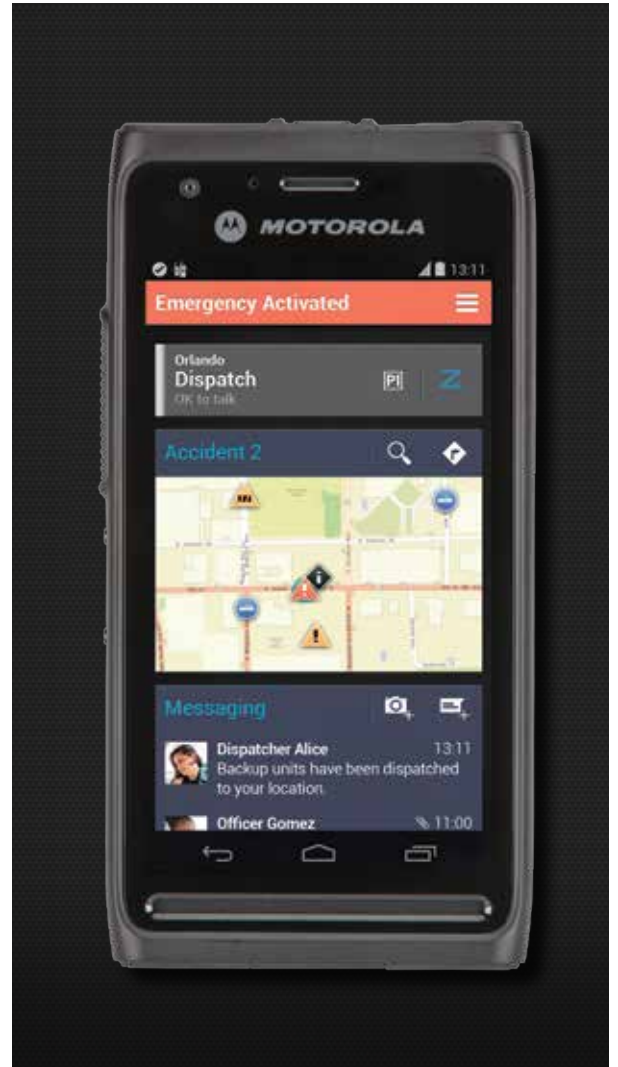 MOTOROLA
13:11
Emergency Activated
Orlando
Dispatch
OK to talk
Accident 2
Messaging
Dispatcher Alice 13:11
Backup units have been dispatched
to your location.
Officer Gomez 11:00